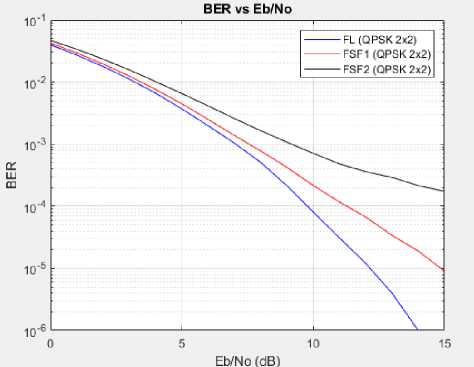 BER vs Eb/No
FL (QPSK 2x2)
FSF1 (QPSK 2x2)
FSF2 (QPSK 2x2)
10^-1
10^-2
10^-3
10^-4
10^-5
10^-6
BER
0 5 10 15
Eb/No (dB)